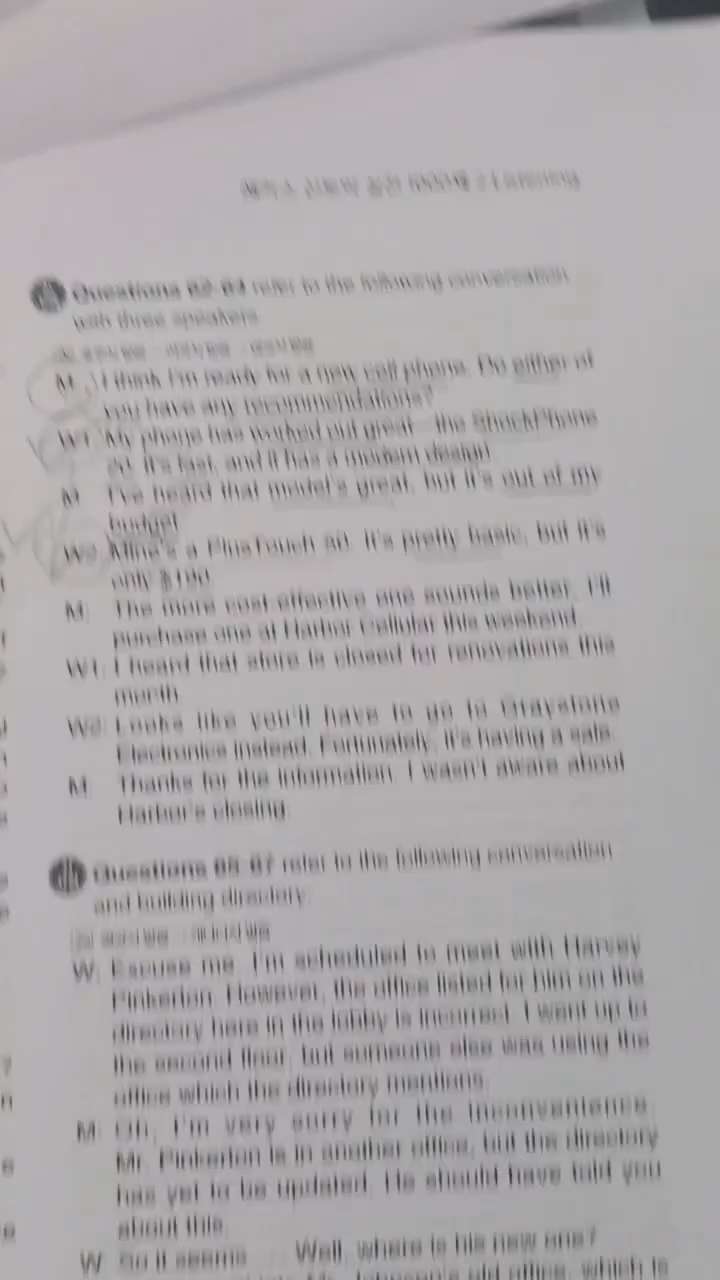 Listening
Questions 62-64 refer to the following conversation
with three speakers.
M: I think I'm ready for a new cell phone. Do either of
you have any recommendations?
W1: My phone has worked out great—the ShockPhone
20. It's fast, and it has a modern design.
M: I've heard that model's great, but it's out of my
budget.
W2: Mine's a PlusTouch It's pretty basic, but it's
only
M: The more cost-effective one sounds better. I'll
purchase one at Harbor Cellular this weekend.
W1: I heard that store is closed for renovations this
month.
W2: Looks like you'll have to go to Graystone
Electronics instead. Fortunately, it's having a sale.
M: Thanks for the information. I wasn't aware about
Harbor's closing.
Questions 65-67 refer to the following conversation
and building directory.
W: Excuse me. I'm scheduled to meet with Harvey
Pinkerton. However, the office listed for him on the
directory here in the lobby is incorrect. I went up to
the second floor, but someone else was using the
office which the directory mentions.
M: Oh, I'm very sorry for the inconvenience.
Mr. Pinkerton is in another office, but the directory
has yet to be updated. He should have told you
about this.
W: So it seems . . . Well, where is his new one?
Mr. Johnson's old office, which is